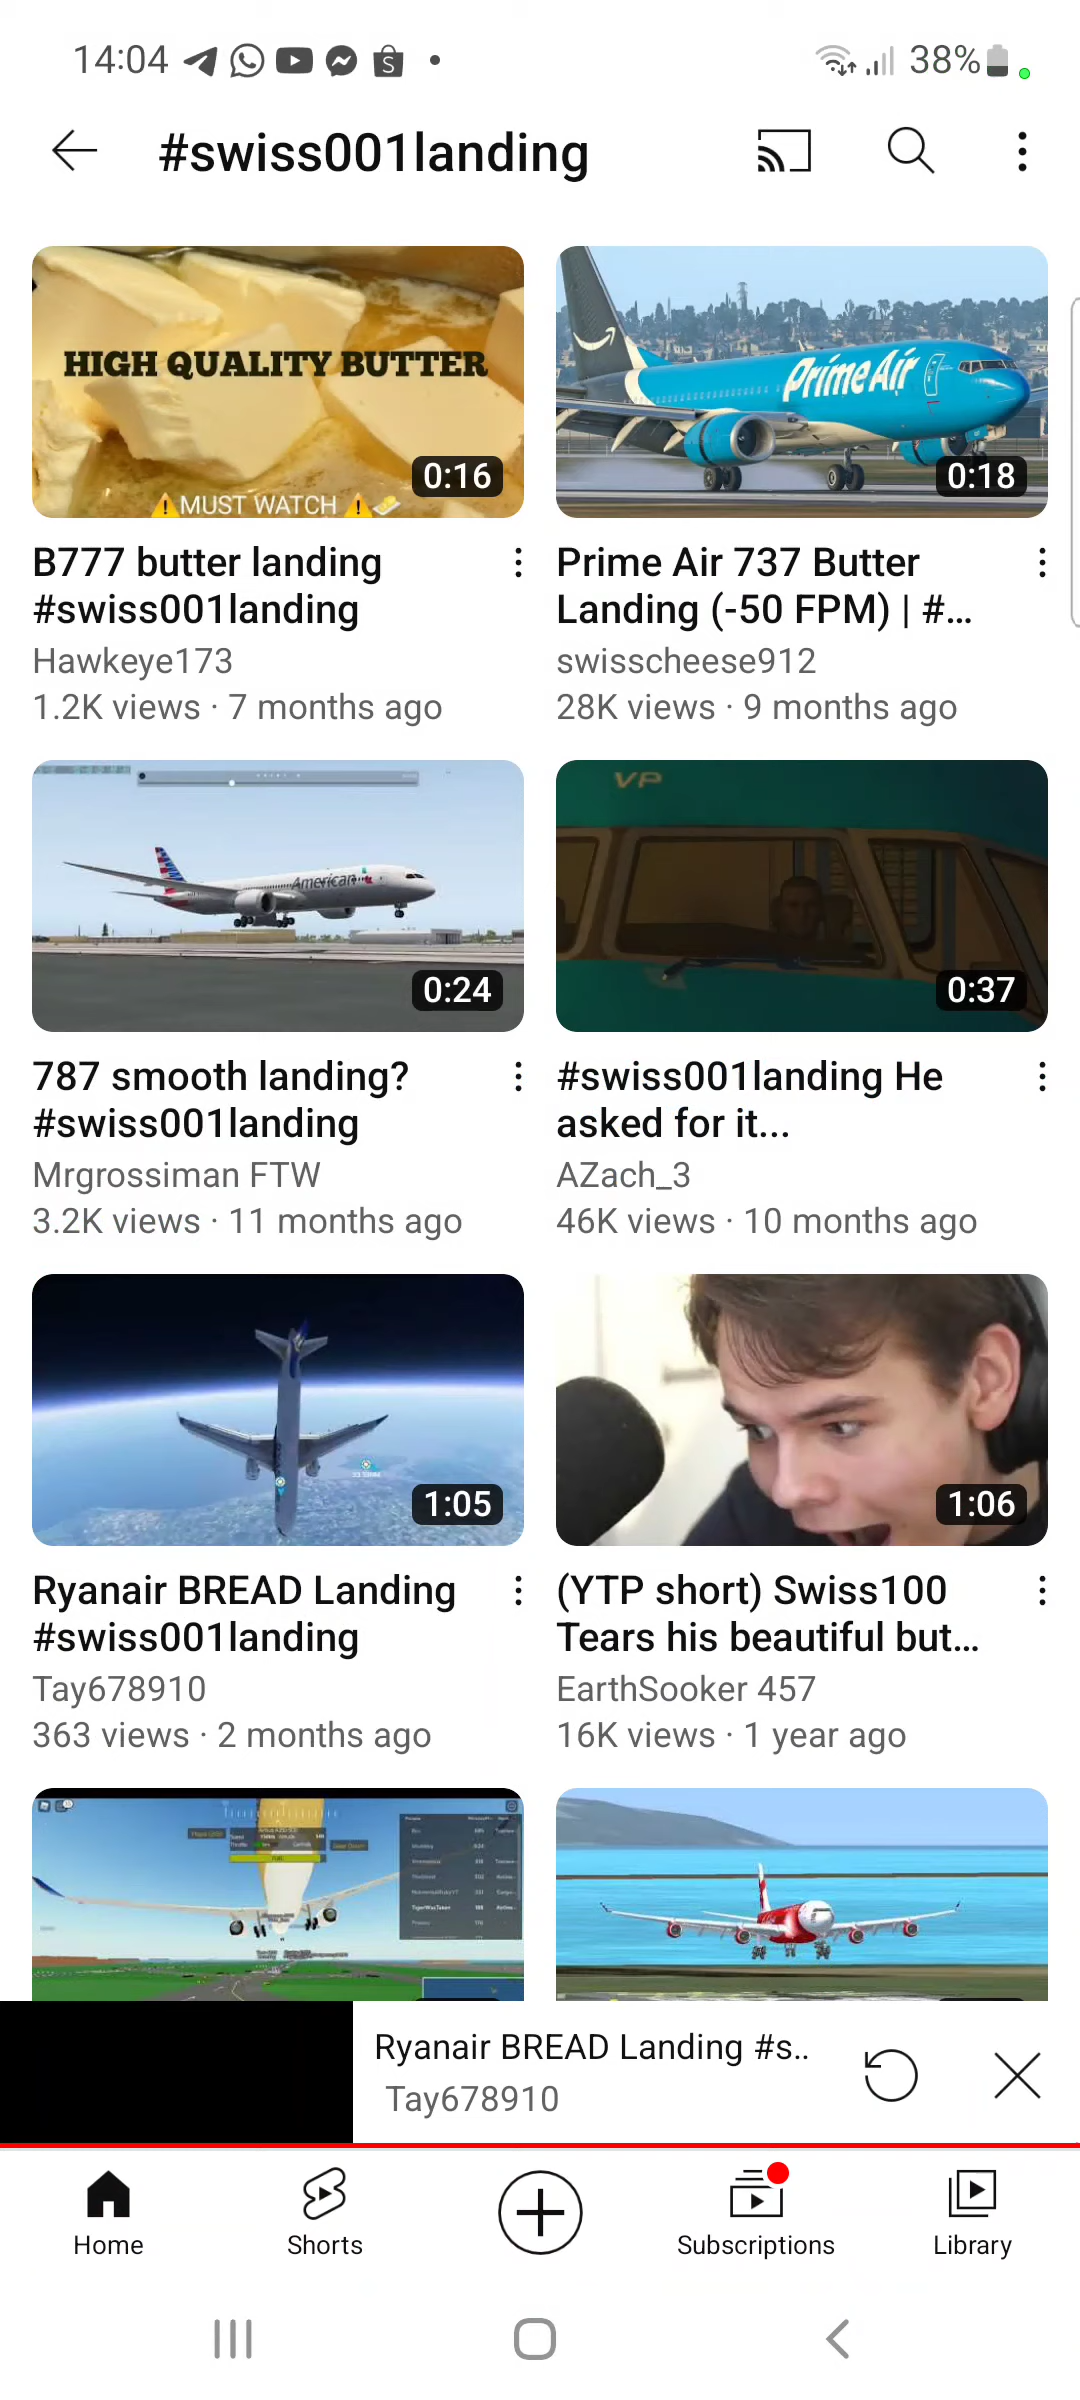 14:04
38%
#swiss001landing
HIGH QUALITY BUTTER
⚠️MUST WATCH⚠️🧈
0:16
Prime Air
0:18
B777 butter landing
#swiss001landing
Hawkeye173
1.2K views · 7 months ago
Prime Air 737 Butter
Landing (-50 FPM) | #...
swisscheese912
28K views · 9 months ago
American
0:24
VP
0:37
787 smooth landing?
#swiss001landing
Mrgrossiman FTW
3.2K views · 11 months ago
#swiss001landing He
asked for it...
AZach_3
46K views · 10 months ago
1:05
1:06
Ryanair BREAD Landing
#swiss001landing
Tay678910
363 views · 2 months ago
(YTP short) Swiss100
Tears his beautiful but...
EarthSooker 457
16K views · 1 year ago
Ryanair BREAD Landing #s..
Tay678910
Home
Shorts
Subscriptions
Library